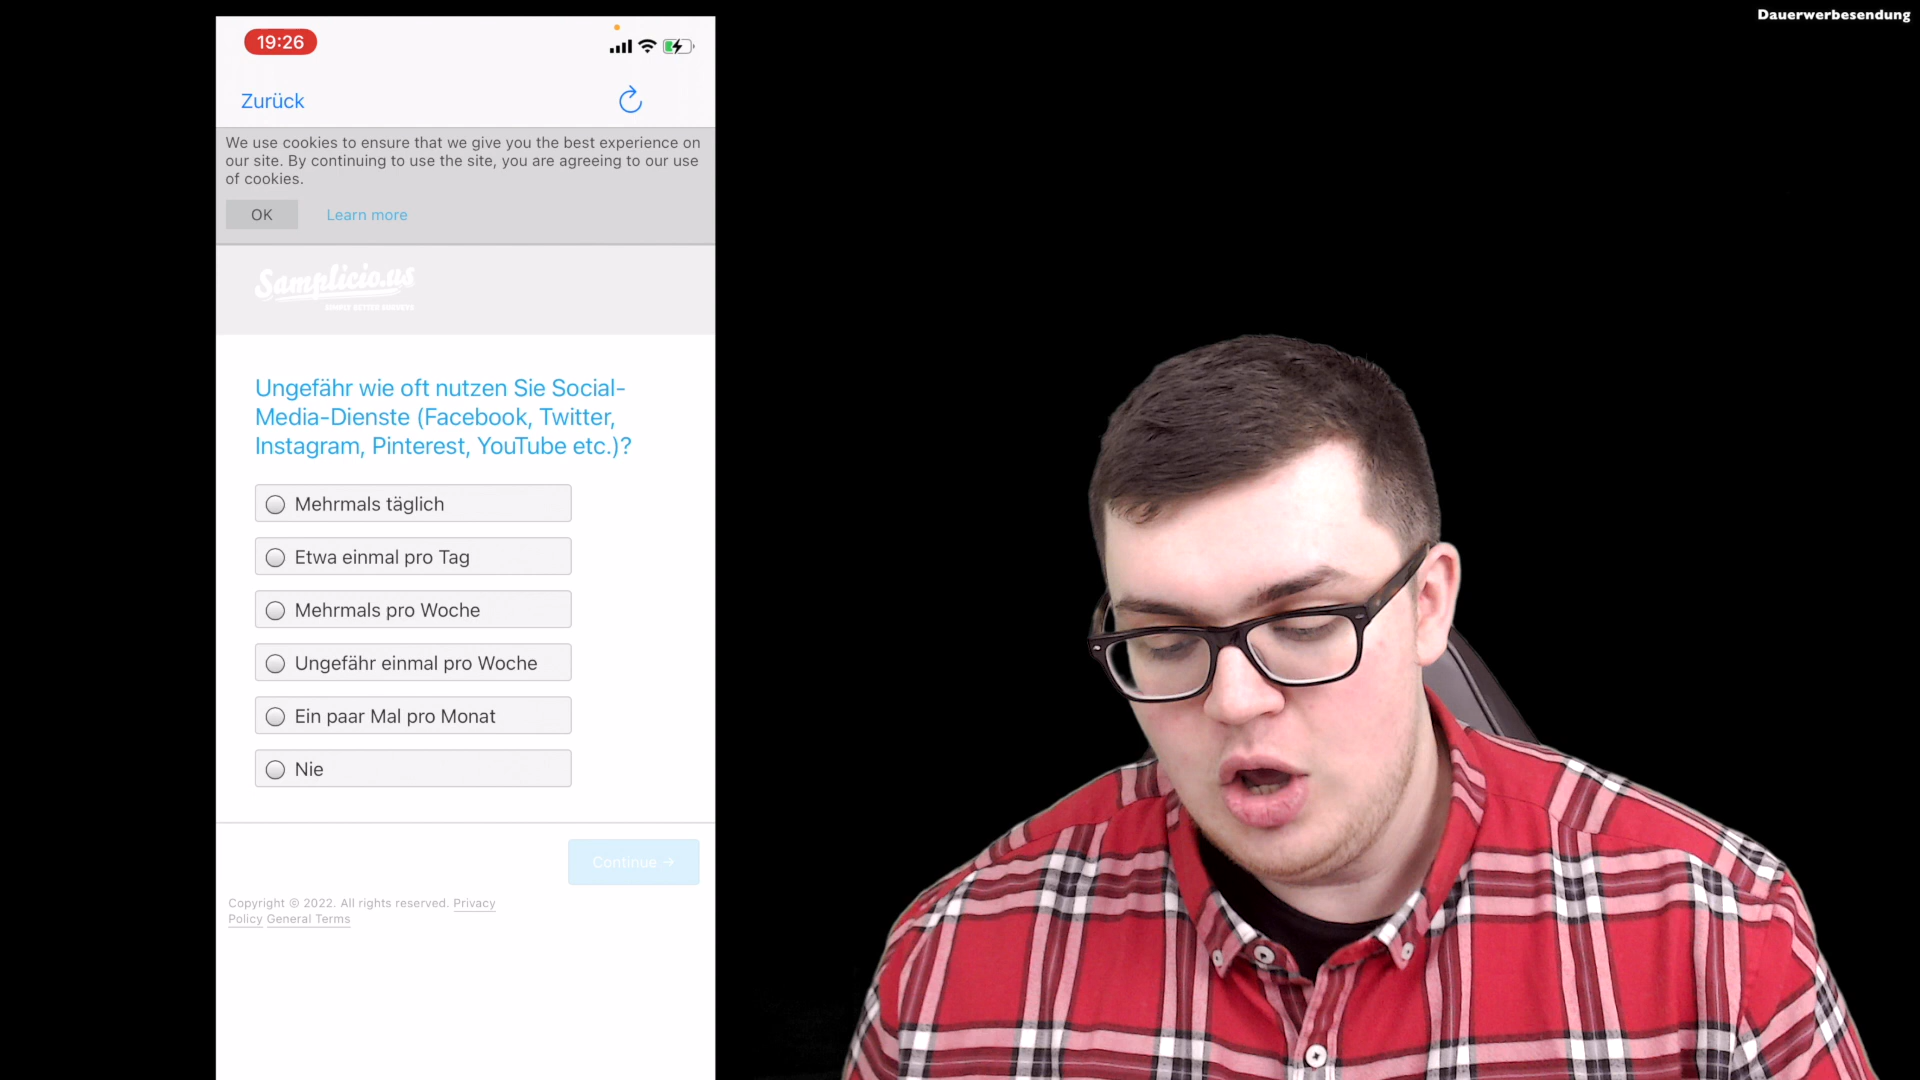 Dauerwerbesendung
19:26
Zurück
We use cookies to ensure that we give you the best experience on
our site. By continuing to use the site, you are agreeing to our use
of cookies.
OK
Learn more
Samplicio.us
Ungefähr wie oft nutzen Sie Social-
Media-Dienste (Facebook, Twitter,
Instagram, Pinterest, YouTube etc.)?
Mehrmals täglich
Etwa einmal pro Tag
Mehrmals pro Woche
Ungefähr einmal pro Woche
Ein paar Mal pro Monat
Nie
Continue →
Copyright © 2022. All rights reserved. Privacy
Policy General Terms